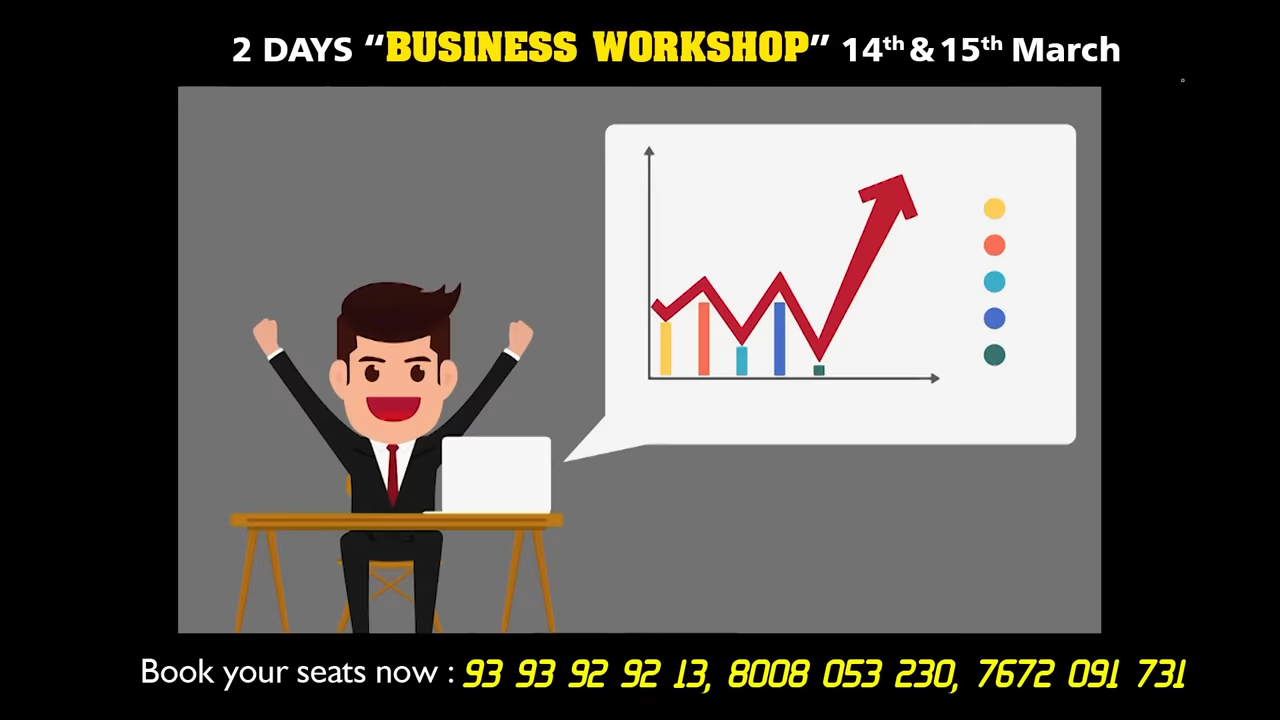 2 DAYS “BUSINESS WORKSHOP” 14th & 15th March
Book your seats now : 93 93 92 92 13, 8008 053 230, 7672 091 731